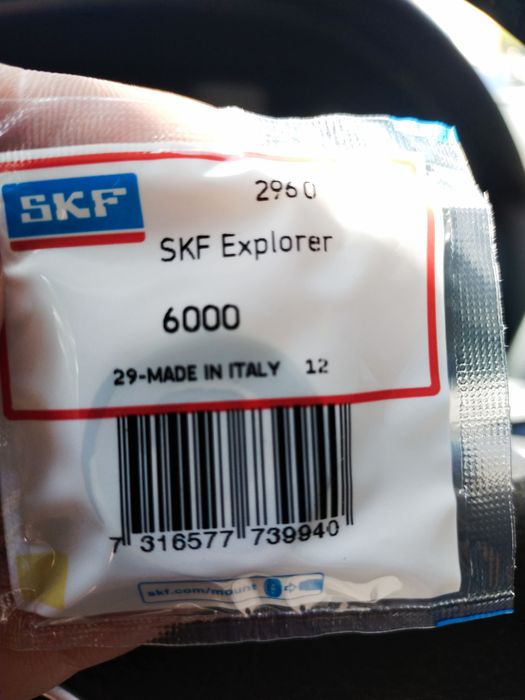 SKF
2960
SKF Explorer
6000
29-MADE IN ITALY 12
7 316577 739940
skf.com/mount